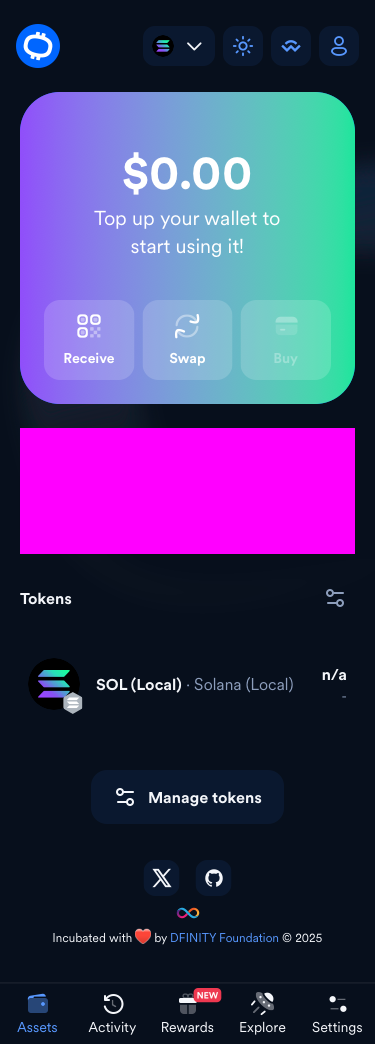 $0.00
Top up your wallet to
start using it!
Receive Swap Buy
Tokens
SOL (Local) · Solana (Local) n/a
-
Manage tokens
Incubated with ❤️ by DFINITY Foundation © 2025
NEW
Assets Activity Rewards Explore Settings